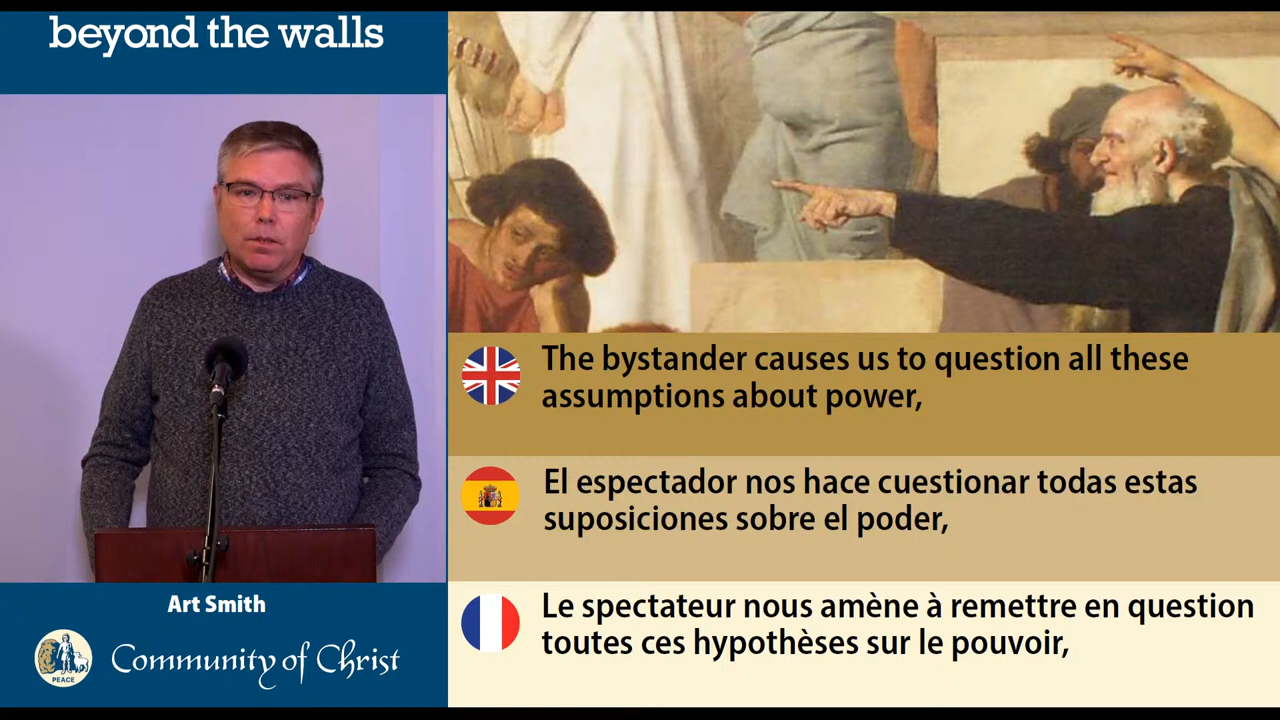 beyond the walls
The bystander causes us to question all these
assumptions about power,
El espectador nos hace cuestionar todas estas
suposiciones sobre el poder,
Le spectateur nous amène à remettre en question
toutes ces hypothèses sur le pouvoir,
Art Smith
Community of Christ
PEACE